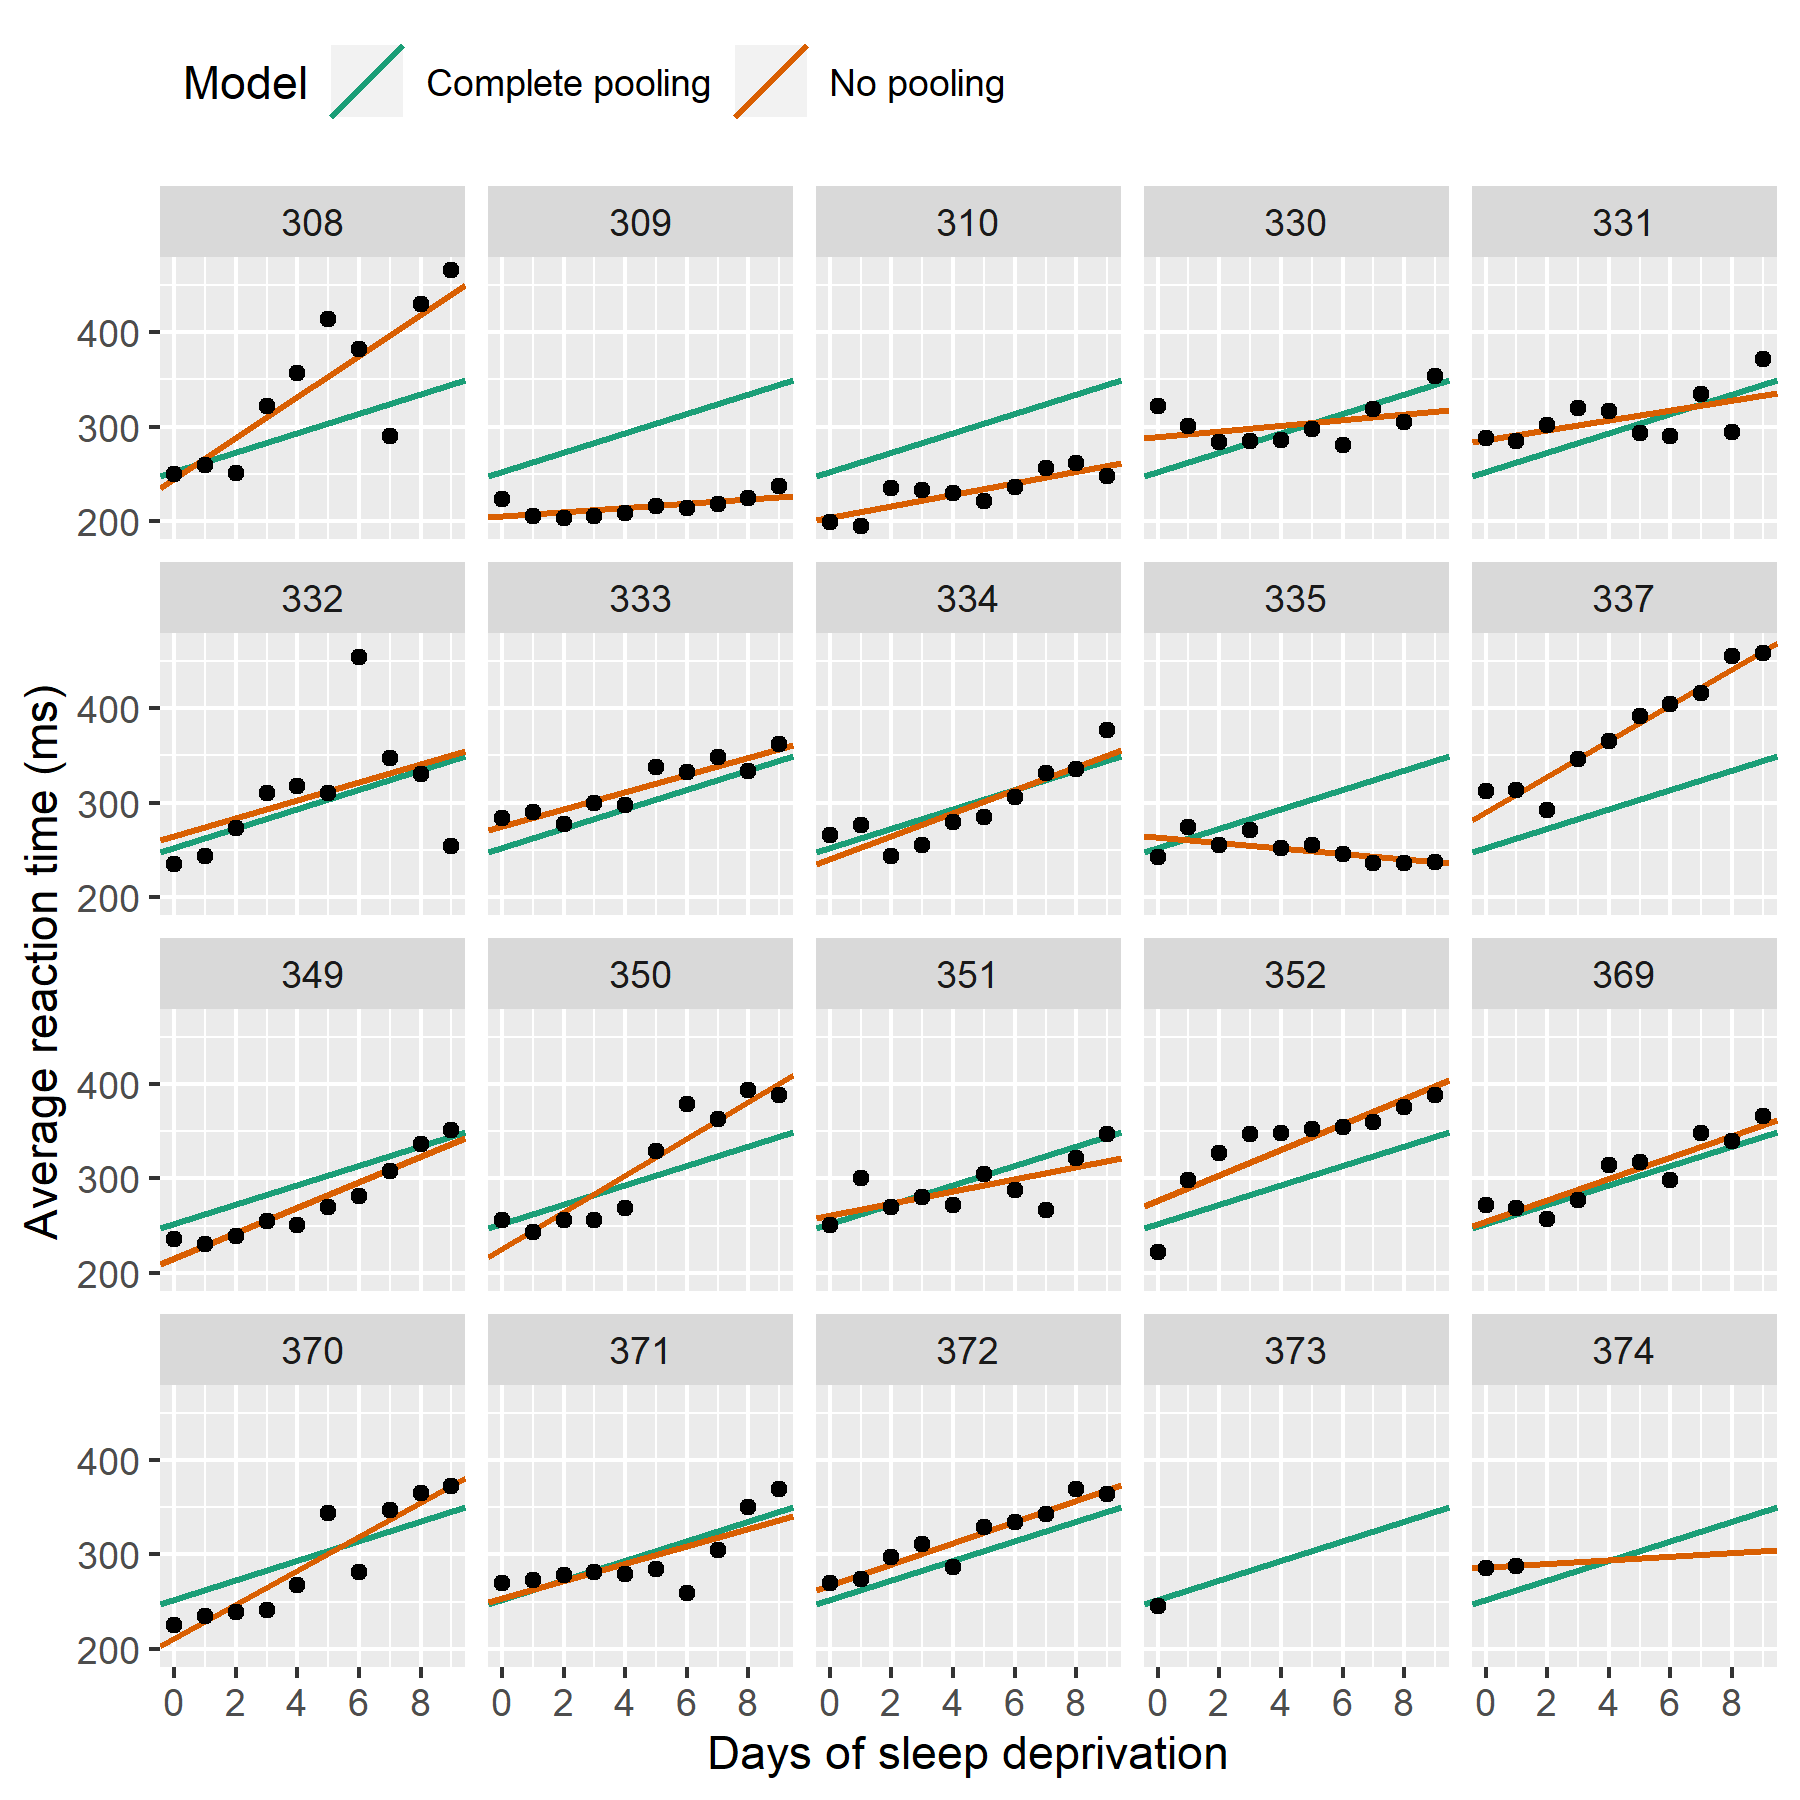 Model Complete pooling No pooling
308 309 310 330 331
400
300
200
332 333 334 335 337
400
300
200
349 350 351 352 369
400
300
200
370 371 372 373 374
400
300
200
0 2 4 6 8 0 2 4 6 8 0 2 4 6 8 0 2 4 6 8 0 2 4 6 8
Days of sleep deprivation
Average reaction time (ms)